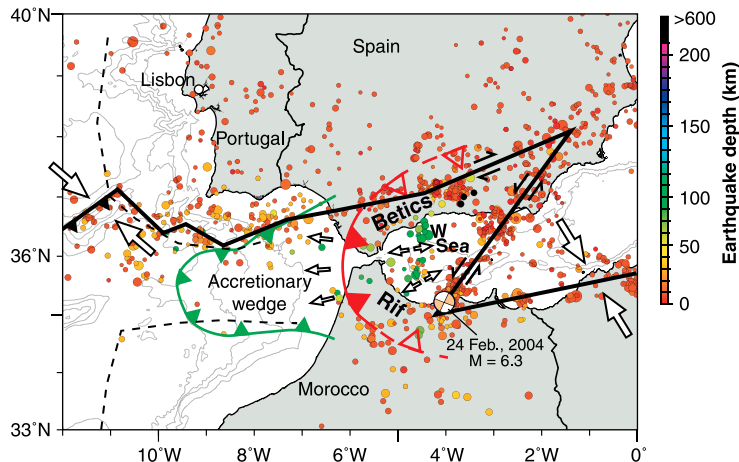 40˚N
Spain
Lisbon
Portugal
Betics
W
Sea
36˚N
Accretionary
wedge
Rif
24 Feb., 2004
M = 6.3
Morocco
33˚N
10˚W
8˚W
6˚W
4˚W
2˚W
0˚
>600
200
150
100
50
0
Earthquake depth (km)